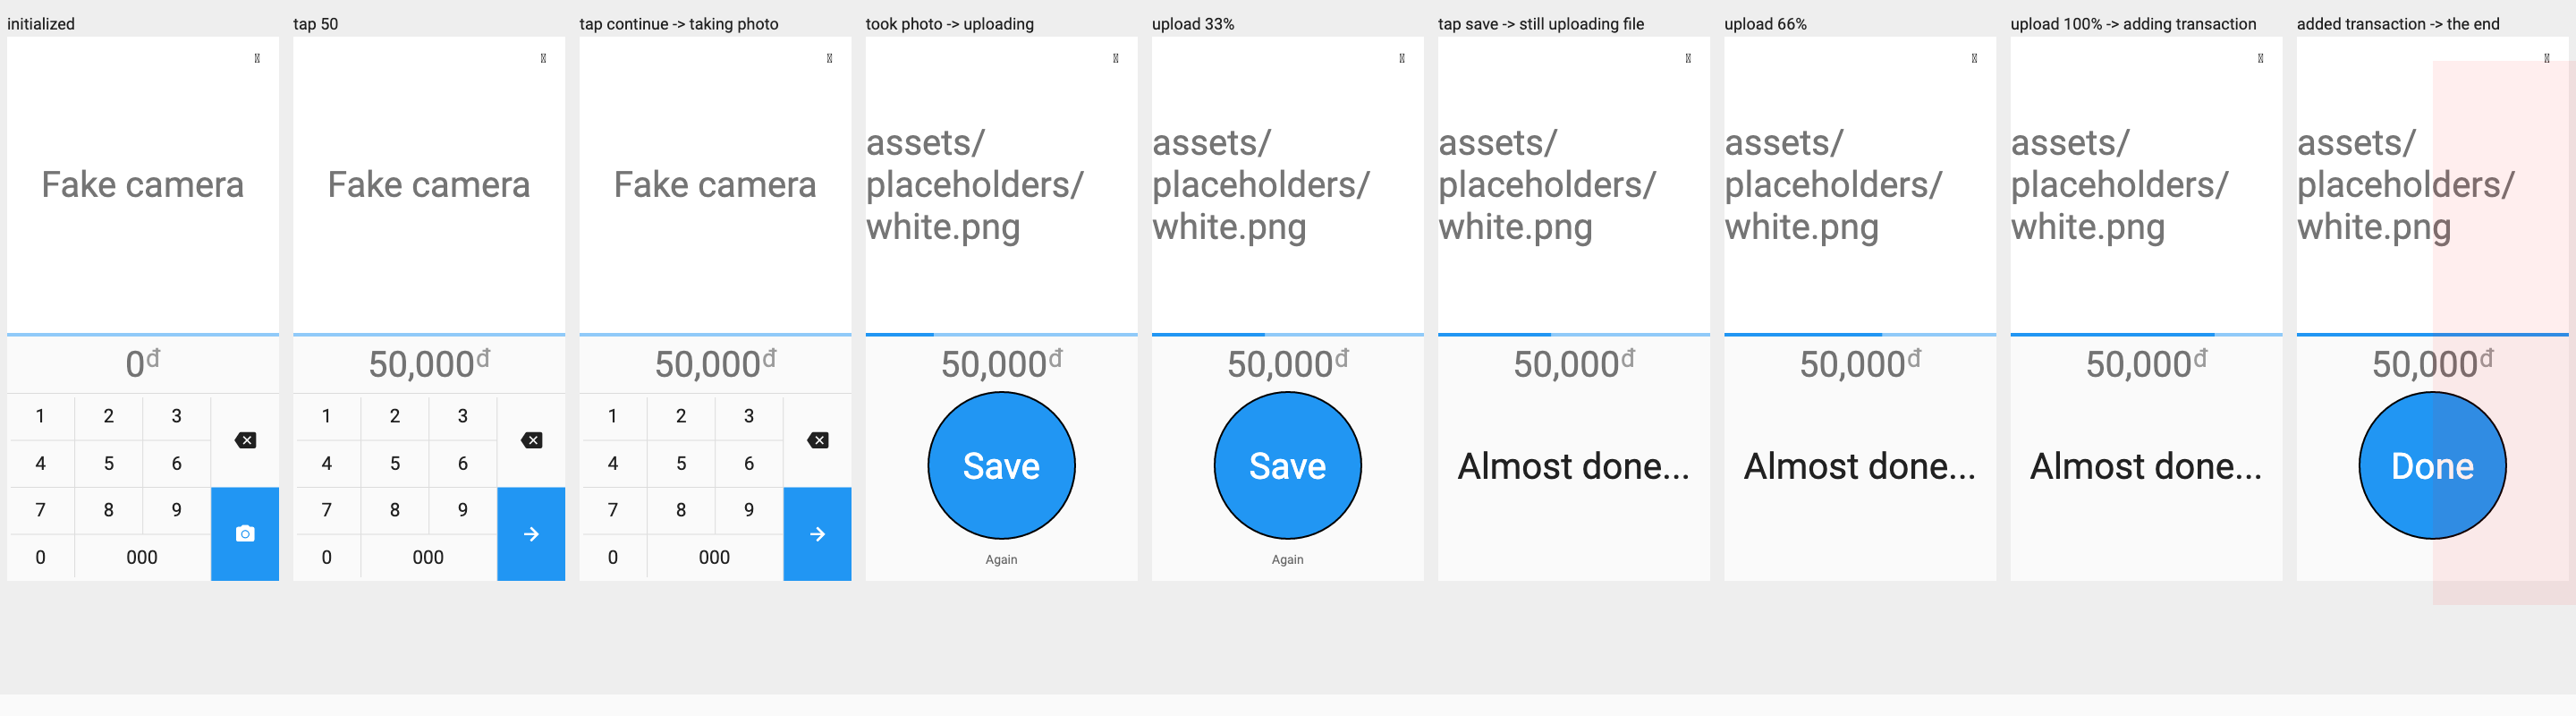 initialized
Fake camera
0đ
1 2 3
4 5 6
7 8 9
0 000
tap 50
Fake camera
50,000đ
1 2 3
4 5 6
7 8 9
0 000
tap continue -> taking photo
Fake camera
50,000đ
1 2 3
4 5 6
7 8 9
0 000
took photo -> uploading
assets/
placeholders/
white.png
50,000đ
Save
Again
upload 33%
assets/
placeholders/
white.png
50,000đ
Save
Again
tap save -> still uploading file
assets/
placeholders/
white.png
50,000đ
Almost done...
upload 66%
assets/
placeholders/
white.png
50,000đ
Almost done...
upload 100% -> adding transaction
assets/
placeholders/
white.png
50,000đ
Almost done...
added transaction -> the end
assets/
placeholders/
white.png
50,000đ
Done